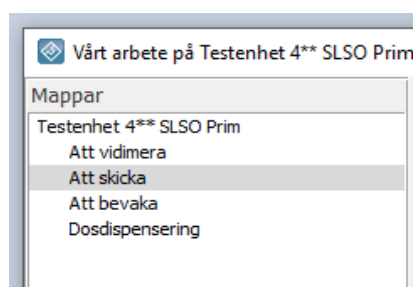 Vårt arbete på Testenhet 4** SLSO Prim
Mappar
Testenhet 4** SLSO Prim
Att vidimera
Att skicka
Att bevaka
Dosdispensering